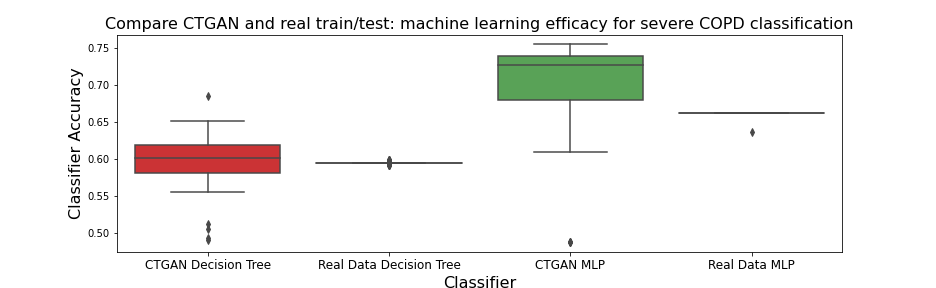 Compare CTGAN and real train/test: machine learning efficacy for severe COPD classification
Classifier Accuracy
0.75
0.70
0.65
0.60
0.55
0.50
CTGAN Decision Tree
Real Data Decision Tree
CTGAN MLP
Real Data MLP
Classifier